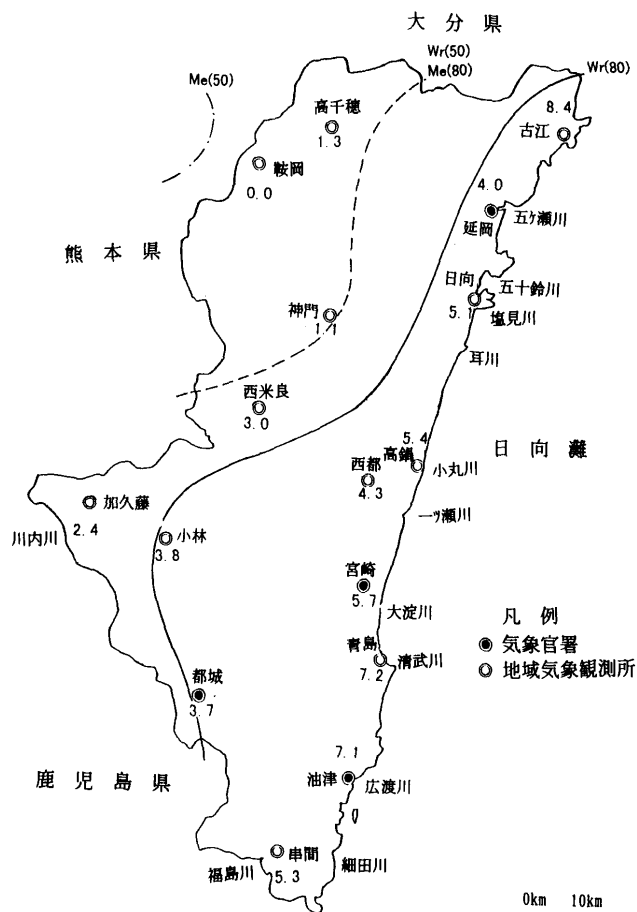 大分県
Wr(50)
Me(80)
Wr(80)
Me(50)
高千穂
1.3
8.4
古江
鞍岡
0.0
4.0
延岡
五ケ瀬川
熊本県
日向
5.1
五十鈴川
塩見川
神門
1.1
耳川
西米良
3.0
日向灘
5.4
高鍋
小丸川
西都
4.3
加久藤
2.4
川内川
小林
3.8
一ッ瀬川
宮崎
5.7
大淀川
凡例
気象官署
地域気象観測所
青島
7.2
清武川
都城
3.7
鹿児島県
7.1
油津
広渡川
串間
5.3
福島川
細田川
0km 10km